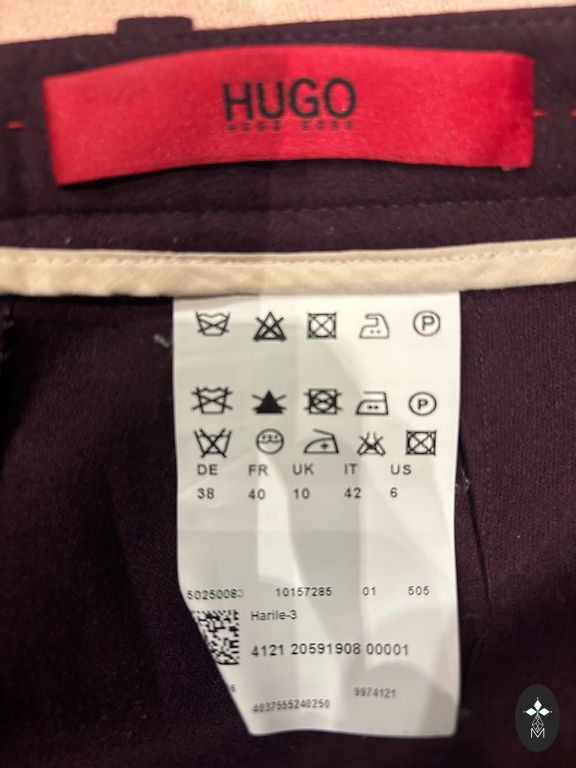 HUGO
HUGO BOSS
P
P
DE FR UK IT US
38 40 10 42 6
50250083 10157285 01 505
Harile-3
4121 20591908 00001
9974121
4037555240250
M